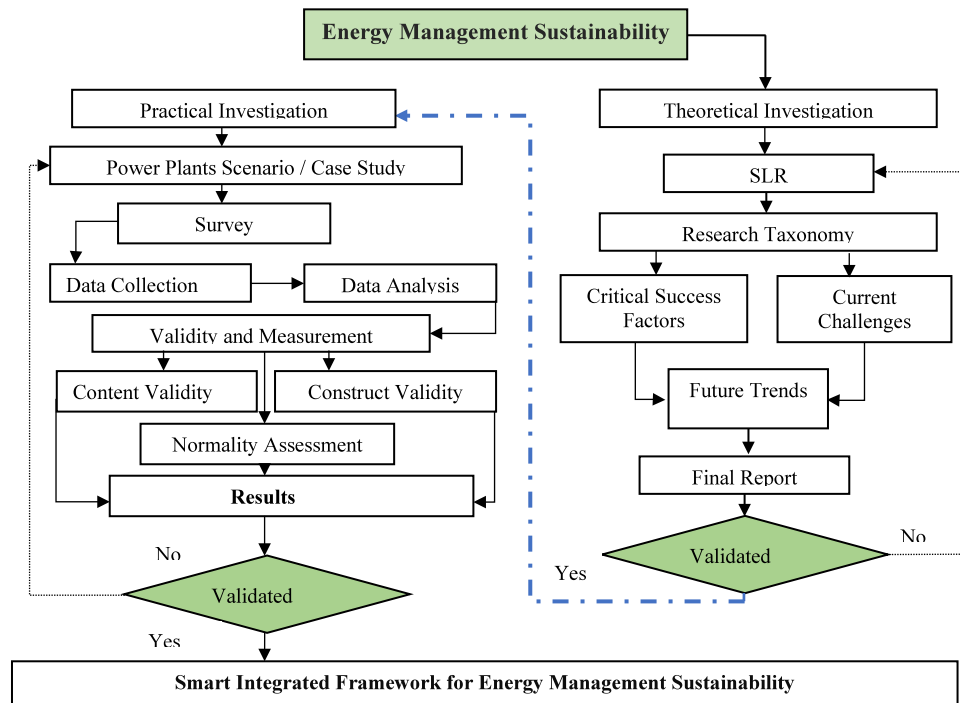 Energy Management Sustainability
Practical Investigation
Power Plants Scenario / Case Study
Survey
Data Collection
Data Analysis
Validity and Measurement
Content Validity
Construct Validity
Normality Assessment
Results
No
Validated
Yes
Theoretical Investigation
SLR
Research Taxonomy
Critical Success
Factors
Current
Challenges
Future Trends
Final Report
Validated
No
Yes
Smart Integrated Framework for Energy Management Sustainability